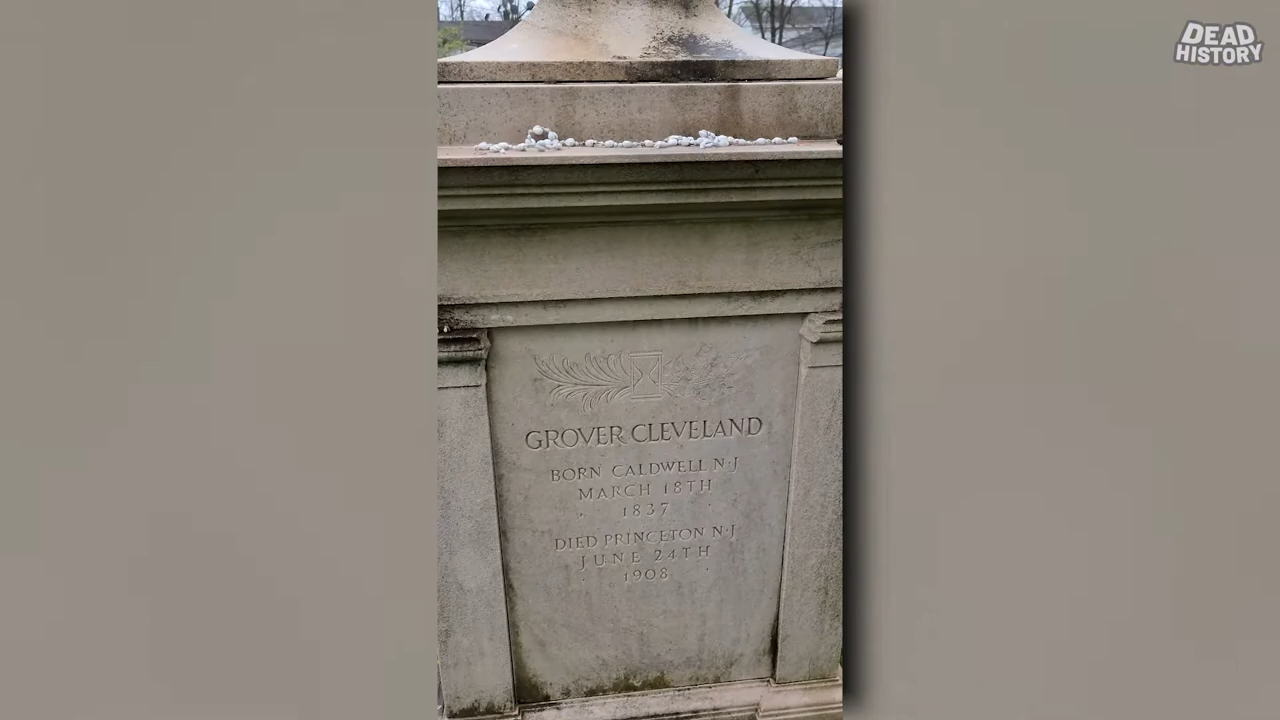 DEAD
HISTORY
GROVER CLEVELAND
BORN CALDWELL N·J
MARCH 18TH
· 1837 ·
DIED PRINCETON N·J
JUNE 24TH
· 1908 ·